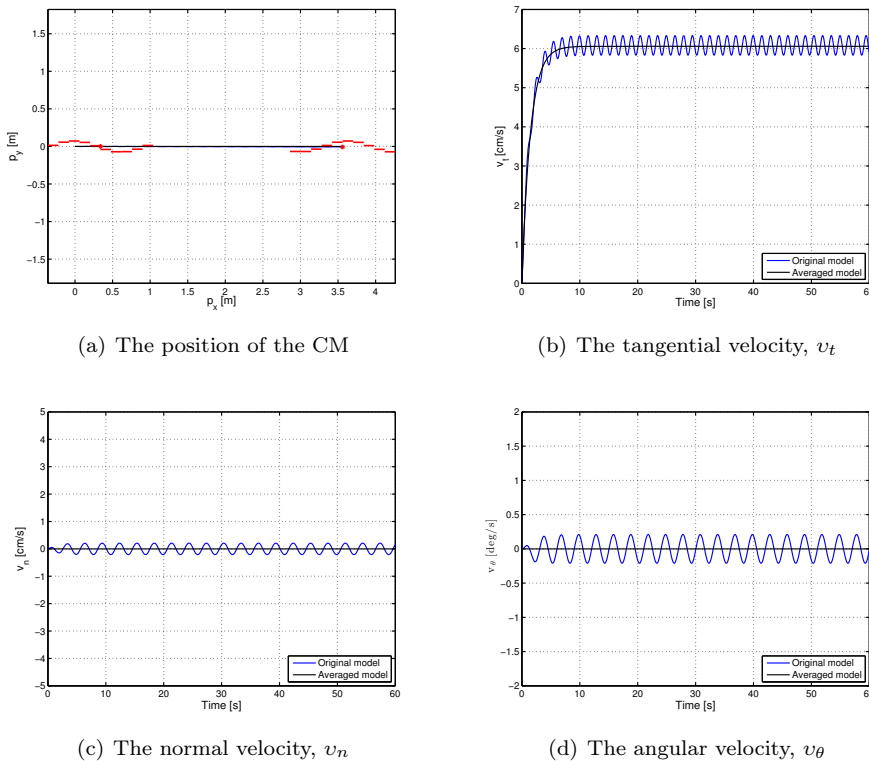 1.5
1
0.5
0
−0.5
−1
−1.5
p_y [m]
0 0.5 1 1.5 2 2.5 3 3.5 4
p_x [m]
(a) The position of the CM
7
6
5
4
3
2
1
0
v_t [cm/s]
0 10 20 30 40 50 60
Time [s]
Original model
Averaged model
(b) The tangential velocity, υ_t
5
4
3
2
1
0
−1
−2
−3
−4
−5
v_n [cm/s]
0 10 20 30 40 50 60
Time [s]
Original model
Averaged model
(c) The normal velocity, υ_n
2
1.5
1
0.5
0
−0.5
−1
−1.5
−2
v_θ [deg/s]
0 10 20 30 40 50 60
Time [s]
Original model
Averaged model
(d) The angular velocity, υ_θ